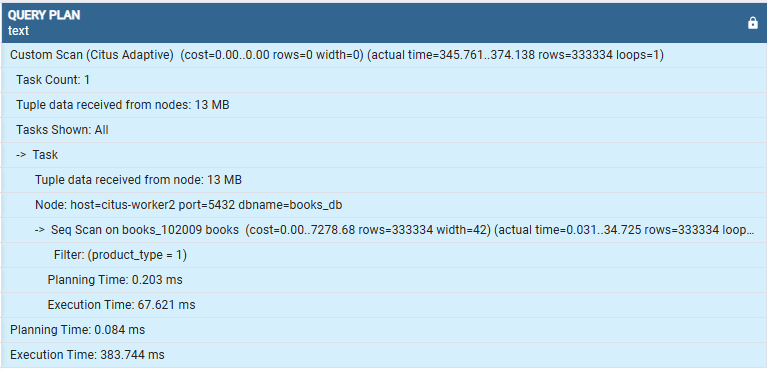 QUERY PLAN
text
Custom Scan (Citus Adaptive) (cost=0.00..0.00 rows=0 width=0) (actual time=345.761..374.138 rows=333334 loops=1)
Task Count: 1
Tuple data received from nodes: 13 MB
Tasks Shown: All
-> Task
Tuple data received from node: 13 MB
Node: host=citus-worker2 port=5432 dbname=books_db
-> Seq Scan on books_102009 books (cost=0.00..7278.68 rows=333334 width=42) (actual time=0.031..34.725 rows=333334 loop...
Filter: (product_type = 1)
Planning Time: 0.203 ms
Execution Time: 67.621 ms
Planning Time: 0.084 ms
Execution Time: 383.744 ms